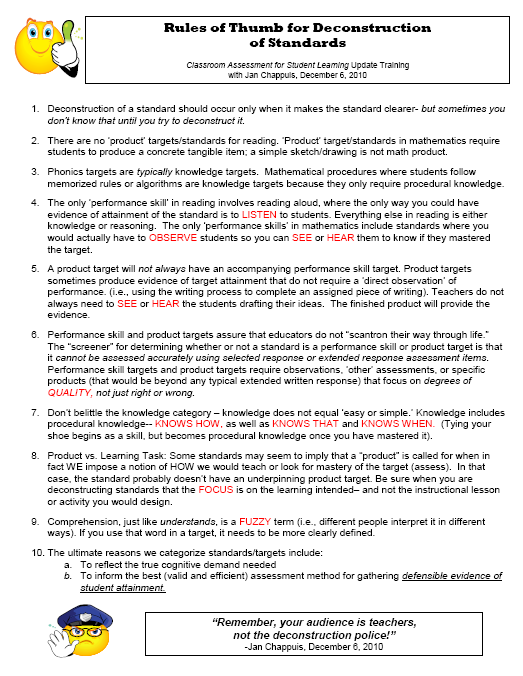 Rules of Thumb for Deconstruction
of Standards
Classroom Assessment for Student Learning Update Training
with Jan Chappuis, December 6, 2010
1. Deconstruction of a standard should occur only when it makes the standard clearer- but sometimes you
don't know that until you try to deconstruct it.
2. There are no 'product' targets/standards for reading. 'Product' target/standards in mathematics require
students to produce a concrete tangible item; a simple sketch/drawing is not math product.
3. Phonics targets are typically knowledge targets. Mathematical procedures where students follow
memorized rules or algorithms are knowledge targets because they only require procedural knowledge.
4. The only 'performance skill' in reading involves reading aloud, where the only way you could have
evidence of attainment of the standard is to LISTEN to students. Everything else in reading is either
knowledge or reasoning. The only 'performance skills' in mathematics include standards where you
would actually have to OBSERVE students so you can SEE or HEAR them to know if they mastered
the target.
5. A product target will not always have an accompanying performance skill target. Product targets
sometimes produce evidence of target attainment that do not require a 'direct observation' of
performance. (i.e., using the writing process to complete an assigned piece of writing). Teachers do not
always need to SEE or HEAR the students drafting their ideas. The finished product will provide the
evidence.
6. Performance skill and product targets assure that educators do not "scantron their way through life."
The "screener" for determining whether or not a standard is a performance skill or product target is that
it cannot be assessed accurately using selected response or extended response assessment items.
Performance skill targets and product targets require observations, 'other' assessments, or specific
products (that would be beyond any typical extended written response) that focus on degrees of
QUALITY, not just right or wrong.
7. Don't belittle the knowledge category – knowledge does not equal 'easy or simple.' Knowledge includes
procedural knowledge-- KNOWS HOW, as well as KNOWS THAT and KNOWS WHEN. (Tying your
shoe begins as a skill, but becomes procedural knowledge once you have mastered it).
8. Product vs. Learning Task: Some standards may seem to imply that a "product" is called for when in
fact WE impose a notion of HOW we would teach or look for mastery of the target (assess). In that
case, the standard probably doesn't have an underpinning product target. Be sure when you are
deconstructing standards that the FOCUS is on the learning intended– and not the instructional lesson
or activity you would design.
9. Comprehension, just like understands, is a FUZZY term (i.e., different people interpret it in different
ways). If you use that word in a target, it needs to be more clearly defined.
10. The ultimate reasons we categorize standards/targets include:
a. To reflect the true cognitive demand needed
b. To inform the best (valid and efficient) assessment method for gathering defensible evidence of
student attainment.
"Remember, your audience is teachers,
not the deconstruction police!"
-Jan Chappuis, December 6, 2010